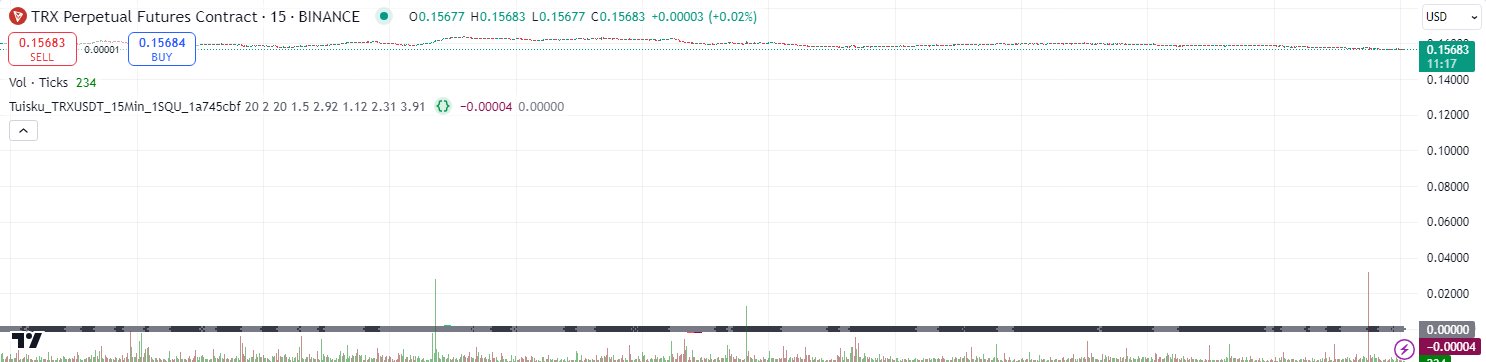 TRX Perpetual Futures Contract · 15 · BINANCE O0.15677 H0.15683 L0.15677 C0.15683 +0.00003 (+0.02%) USD
0.15683 SELL
0.00001
0.15684 BUY
Vol · Ticks 234
Tuisku_TRXUSDT_15Min_1SQU_1a745cbf 20 2 20 1.5 2.92 1.12 2.31 3.91 {} −0.00004 0.00000
0.15683
11:17
0.14000
0.12000
0.10000
0.08000
0.06000
0.04000
0.02000
0.00000
−0.00004
234